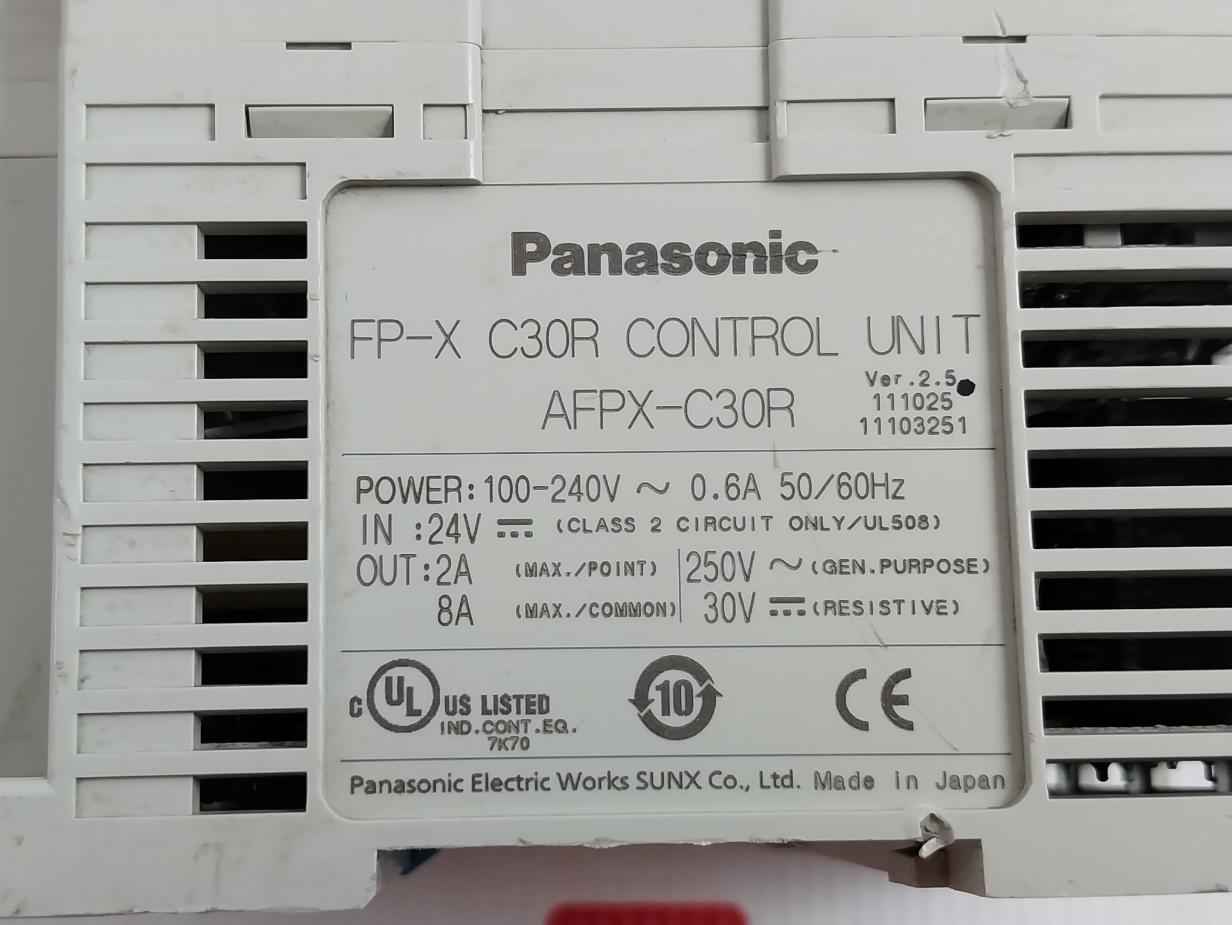 Panasonic
FP-X C30R CONTROL UNIT
AFPX-C30R
Ver.2.5
111025
11103251
POWER:100-240V ~ 0.6A 50/60Hz
IN :24V ⎓ (CLASS 2 CIRCUIT ONLY/UL508)
OUT:2A (MAX./POINT) 250V ~ (GEN.PURPOSE)
8A (MAX./COMMON) 30V ⎓ (RESISTIVE)
C UL US LISTED
IND.CONT.EQ.
7K70
10
CE
Panasonic Electric Works SUNX Co., Ltd. Made in Japan